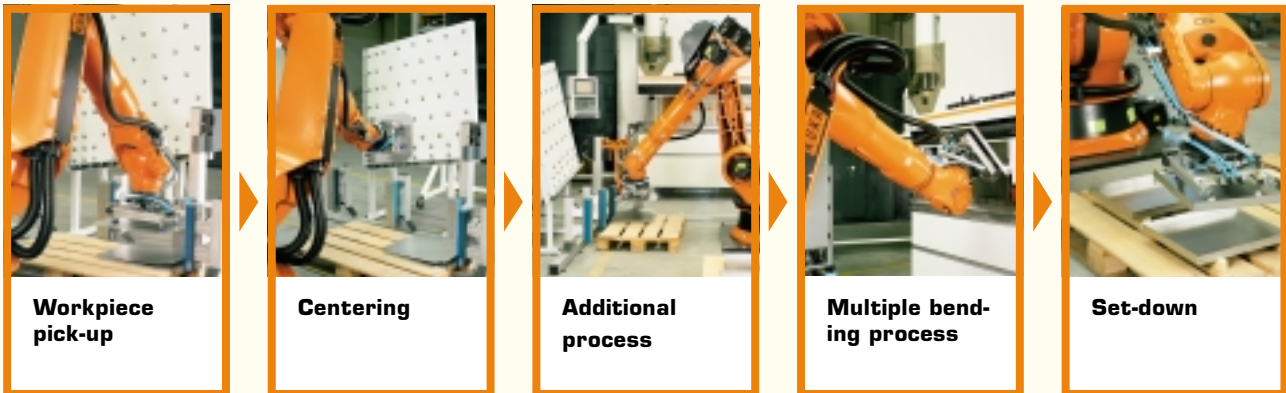 Workpiece
pick-up
Centering
Additional
process
Multiple bend-
ing process
Set-down